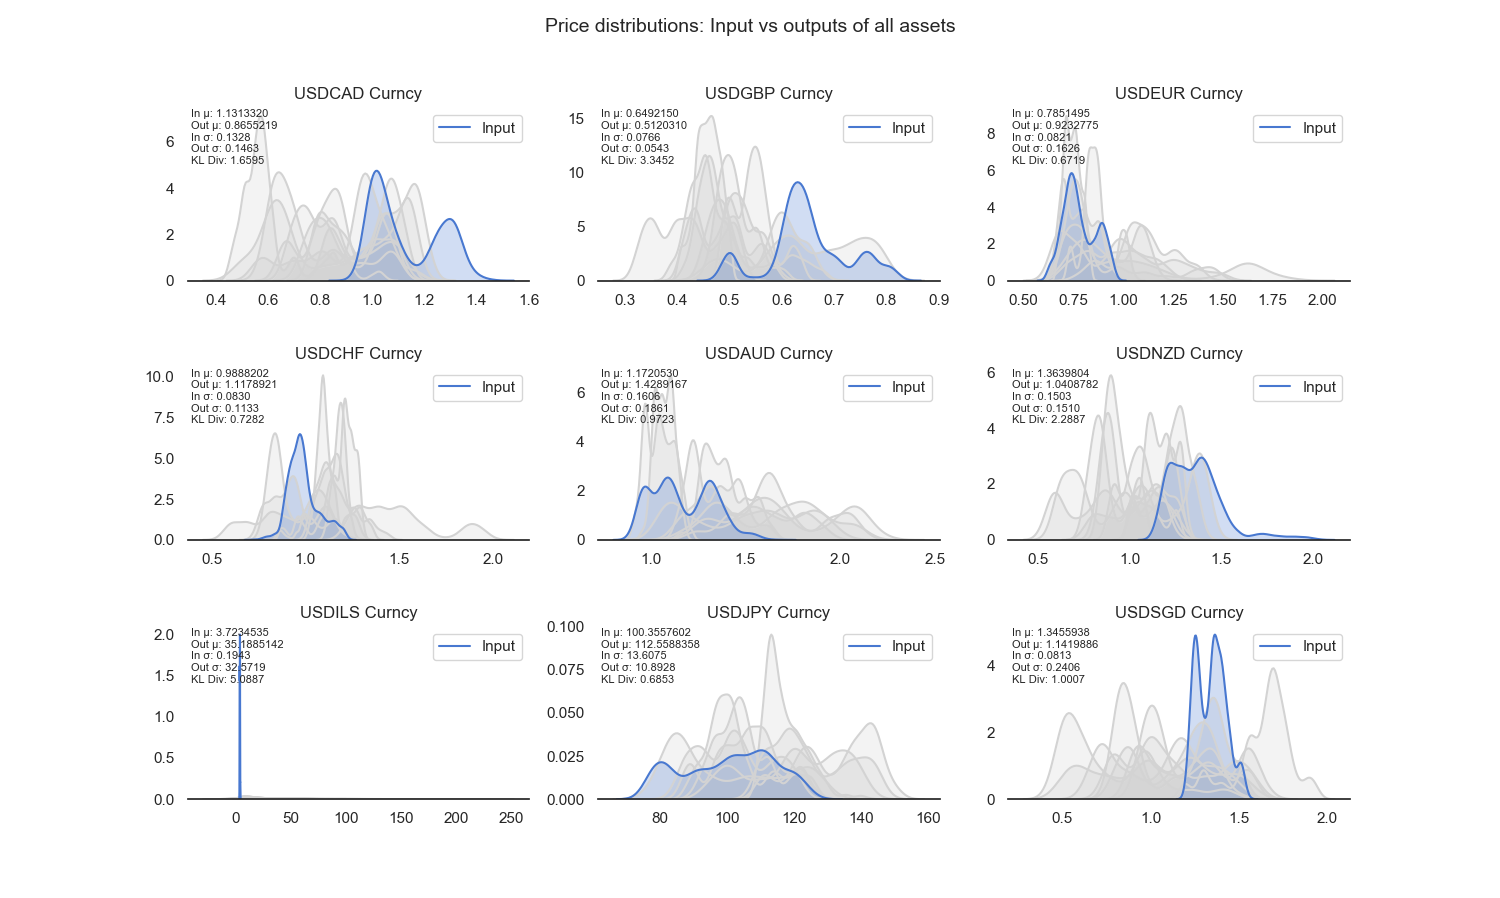 Price distributions: Input vs outputs of all assets
USDCAD Curncy
In μ: 1.1313320
Out μ: 0.8655219
In σ: 0.1328
Out σ: 0.1463
KL Div: 1.6595
Input
6
4
2
0
0.4 0.6 0.8 1.0 1.2 1.4 1.6
USDGBP Curncy
In μ: 0.6492150
Out μ: 0.5120310
In σ: 0.0766
Out σ: 0.0543
KL Div: 3.3452
Input
15
10
5
0
0.3 0.4 0.5 0.6 0.7 0.8 0.9
USDEUR Curncy
In μ: 0.7851495
Out μ: 0.9232775
In σ: 0.0821
Out σ: 0.1626
KL Div: 0.6719
Input
8
6
4
2
0
0.50 0.75 1.00 1.25 1.50 1.75 2.00
USDCHF Curncy
In μ: 0.9888202
Out μ: 1.1178921
In σ: 0.0830
Out σ: 0.1133
KL Div: 0.7282
Input
10.0
7.5
5.0
2.5
0.0
0.5 1.0 1.5 2.0
USDAUD Curncy
In μ: 1.1720530
Out μ: 1.4289167
In σ: 0.1606
Out σ: 0.1861
KL Div: 0.9723
Input
6
4
2
0
1.0 1.5 2.0 2.5
USDNZD Curncy
In μ: 1.3639804
Out μ: 1.0408782
In σ: 0.1503
Out σ: 0.1510
KL Div: 2.2887
Input
6
4
2
0
0.5 1.0 1.5 2.0
USDILS Curncy
In μ: 3.7234535
Out μ: 35.1885142
In σ: 0.1943
Out σ: 32.5719
KL Div: 5.0887
Input
2.0
1.5
1.0
0.5
0.0
0 50 100 150 200 250
USDJPY Curncy
In μ: 100.3557602
Out μ: 112.5588358
In σ: 13.6075
Out σ: 10.8928
KL Div: 0.6853
Input
0.100
0.075
0.050
0.025
0.000
80 100 120 140 160
USDSGD Curncy
In μ: 1.3455938
Out μ: 1.1419886
In σ: 0.0813
Out σ: 0.2406
KL Div: 1.0007
Input
4
2
0
0.5 1.0 1.5 2.0